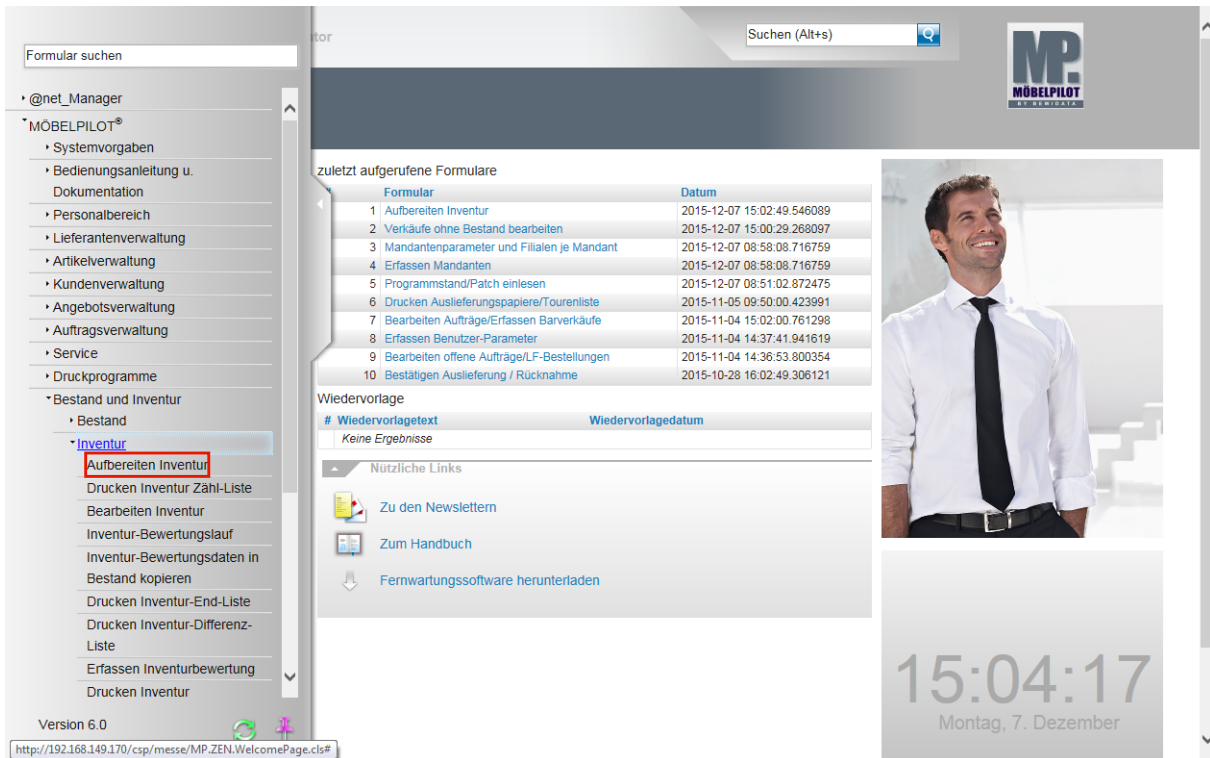 tor
Suchen (Alt+s)
MP.
MÖBELPILOT
BY BEWIDATA
Formular suchen
@net_Manager
MÖBELPILOT®
Systemvorgaben
Bedienungsanleitung u.
Dokumentation
Personalbereich
Lieferantenverwaltung
Artikelverwaltung
Kundenverwaltung
Angebotsverwaltung
Auftragsverwaltung
Service
Druckprogramme
Bestand und Inventur
Bestand
Inventur
Aufbereiten Inventur
Drucken Inventur Zähl-Liste
Bearbeiten Inventur
Inventur-Bewertungslauf
Inventur-Bewertungsdaten in
Bestand kopieren
Drucken Inventur-End-Liste
Drucken Inventur-Differenz-
Liste
Erfassen Inventurbewertung
Drucken Inventur
Version 6.0
http://192.168.149.170/csp/messe/MP.ZEN.WelcomePage.cls#
zuletzt aufgerufene Formulare
# Formular Datum
1 Aufbereiten Inventur 2015-12-07 15:02:49.546089
2 Verkäufe ohne Bestand bearbeiten 2015-12-07 15:00:29.268097
3 Mandantenparameter und Filialen je Mandant 2015-12-07 08:58:08.716759
4 Erfassen Mandanten 2015-12-07 08:58:08.716759
5 Programmstand/Patch einlesen 2015-12-07 08:51:02.872475
6 Drucken Auslieferungspapiere/Tourenliste 2015-11-05 09:50:00.423991
7 Bearbeiten Aufträge/Erfassen Barverkäufe 2015-11-04 15:02:00.761298
8 Erfassen Benutzer-Parameter 2015-11-04 14:37:41.941619
9 Bearbeiten offene Aufträge/LF-Bestellungen 2015-11-04 14:36:53.800354
10 Bestätigen Auslieferung / Rücknahme 2015-10-28 16:02:49.306121
Wiedervorlage
# Wiedervorlagetext Wiedervorlagedatum
Keine Ergebnisse
Nützliche Links
Zu den Newslettern
Zum Handbuch
Fernwartungssoftware herunterladen
15:04:17
Montag, 7. Dezember